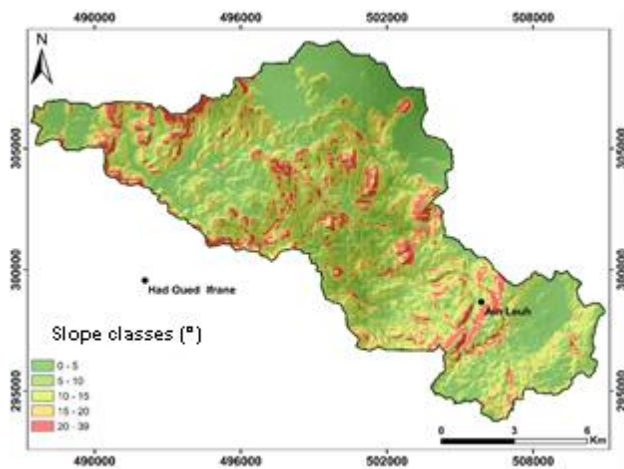 490000 496000 502000 508000
N
305000 305000
300000 300000
Had Oued Ifrane
Ain Louh
Slope classes (°)
0 - 5
5 - 10
10 - 15
15 - 20
20 - 39
295000 295000
0 3 6
Km
490000 496000 502000 508000